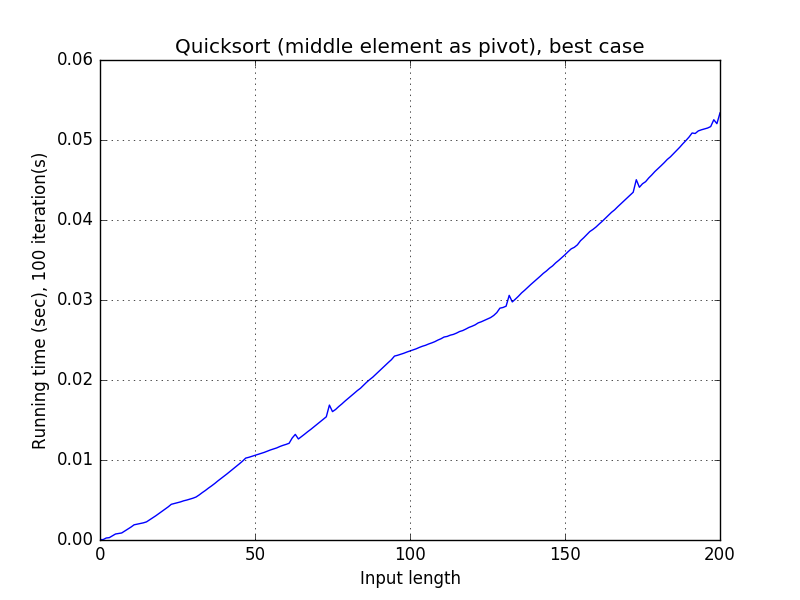 Quicksort (middle element as pivot), best case
Running time (sec), 100 iteration(s)
0.06
0.05
0.04
0.03
0.02
0.01
0.00
0 50 100 150 200
Input length